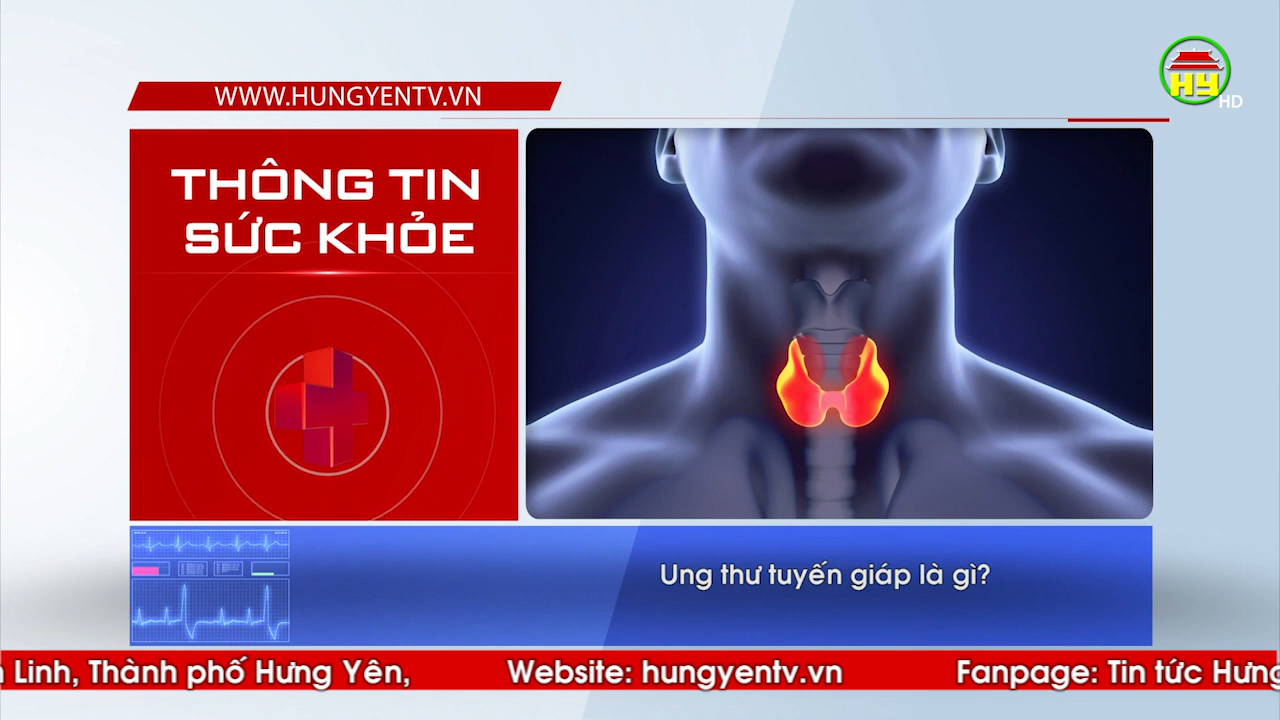 WWW.HUNGYENTV.VN
HY
HD
THÔNG TIN
SỨC KHỎE
Ung thư tuyến giáp là gì?
Linh, Thành phố Hưng Yên, Website: hungyentv.vn Fanpage: Tin tức Hưng